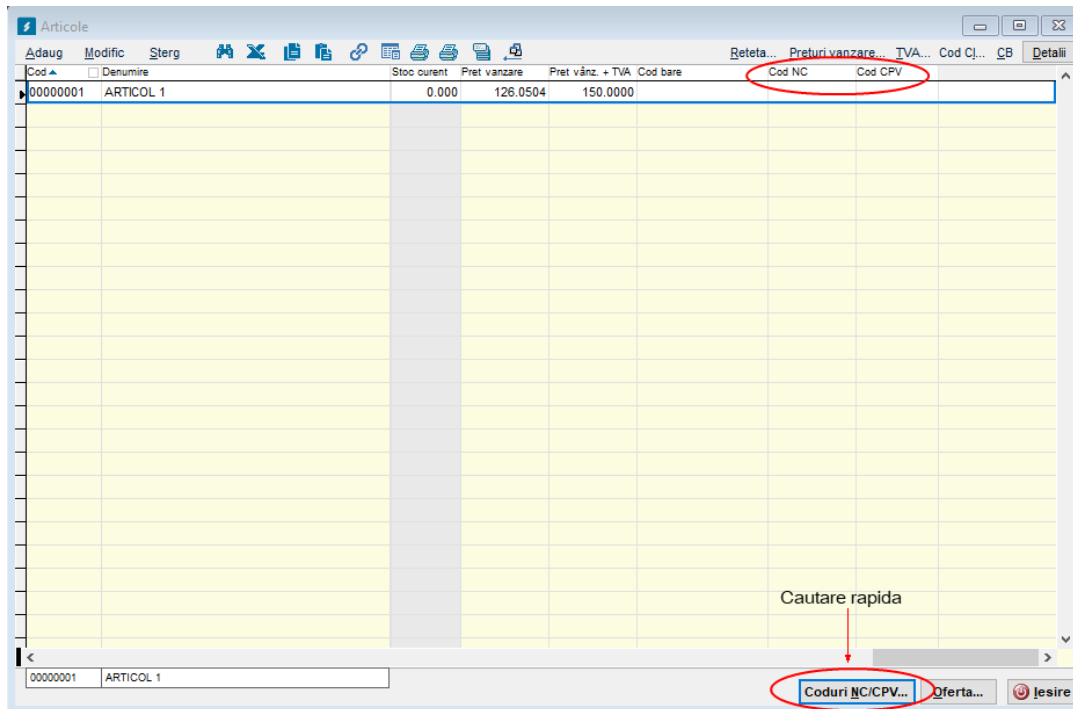 Articole
Adaug Modific Sterg Reteta... Preturi vanzare... TVA... Cod Cl... CB Detalii
Cod Denumire Stoc curent Pret vanzare Pret vânz. + TVA Cod bare Cod NC Cod CPV
00000001 ARTICOL 1 0.000 126.0504 150.0000
Cautare rapida
00000001 ARTICOL 1
Coduri NC/CPV... Oferta... Iesire